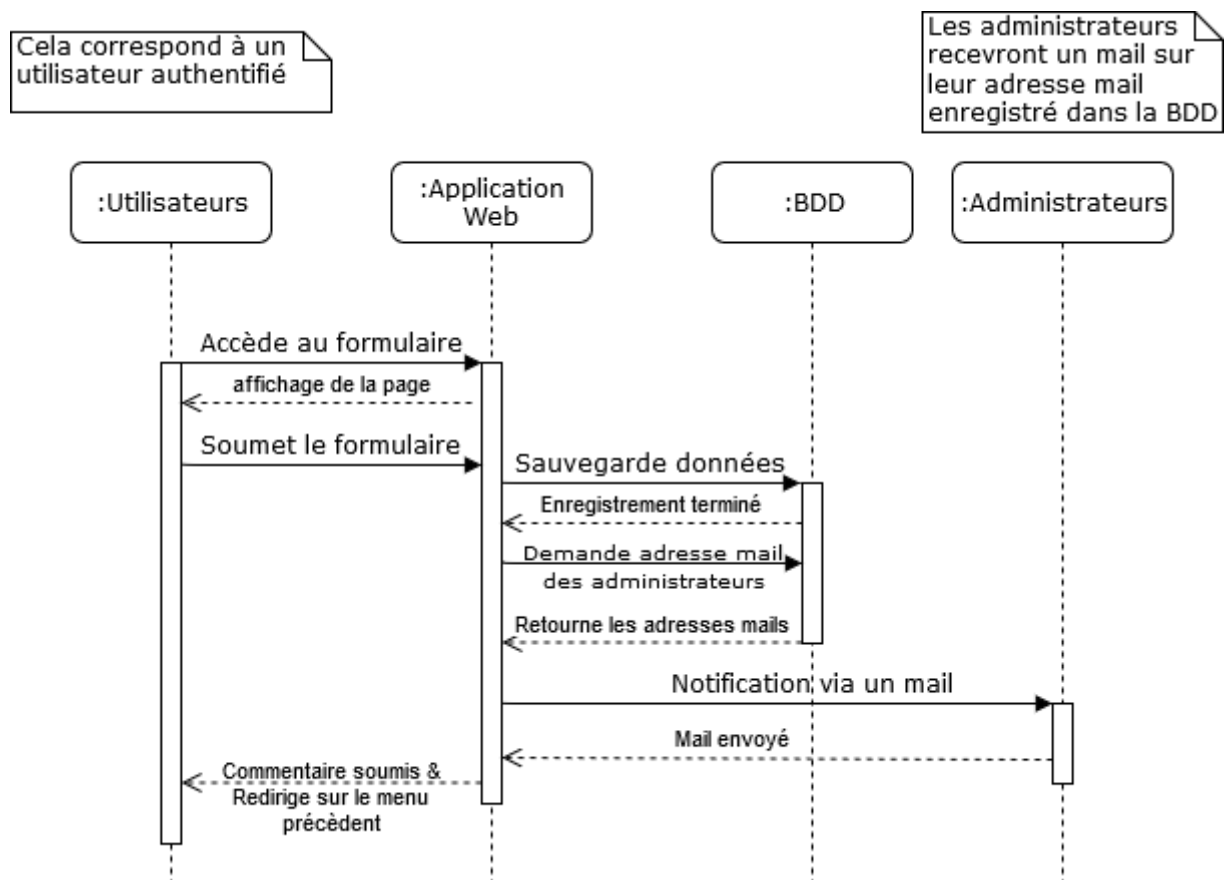 Cela correspond à un
utilisateur authentifié
Les administrateurs
recevront un mail sur
leur adresse mail
enregistré dans la BDD
:Utilisateurs
:Application
Web
:BDD
:Administrateurs
Accède au formulaire
affichage de la page
Soumet le formulaire
Sauvegarde données
Enregistrement terminé
Demande adresse mail
des administrateurs
Retourne les adresses mails
Notification via un mail
Mail envoyé
Commentaire soumis &
Redirige sur le menu
précèdent